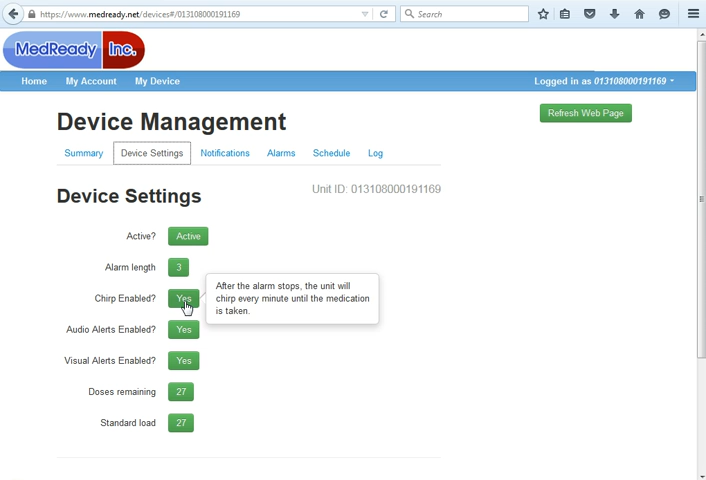 https://www.medready.net/devices#/013108000191169
Search
MedReady Inc.
Home My Account My Device Logged in as 013108000191169
Device Management
Refresh Web Page
Summary Device Settings Notifications Alarms Schedule Log
Device Settings
Unit ID: 013108000191169
Active? Active
Alarm length 3
Chirp Enabled? Yes
After the alarm stops, the unit will
chirp every minute until the medication
is taken.
Audio Alerts Enabled? Yes
Visual Alerts Enabled? Yes
Doses remaining 27
Standard load 27